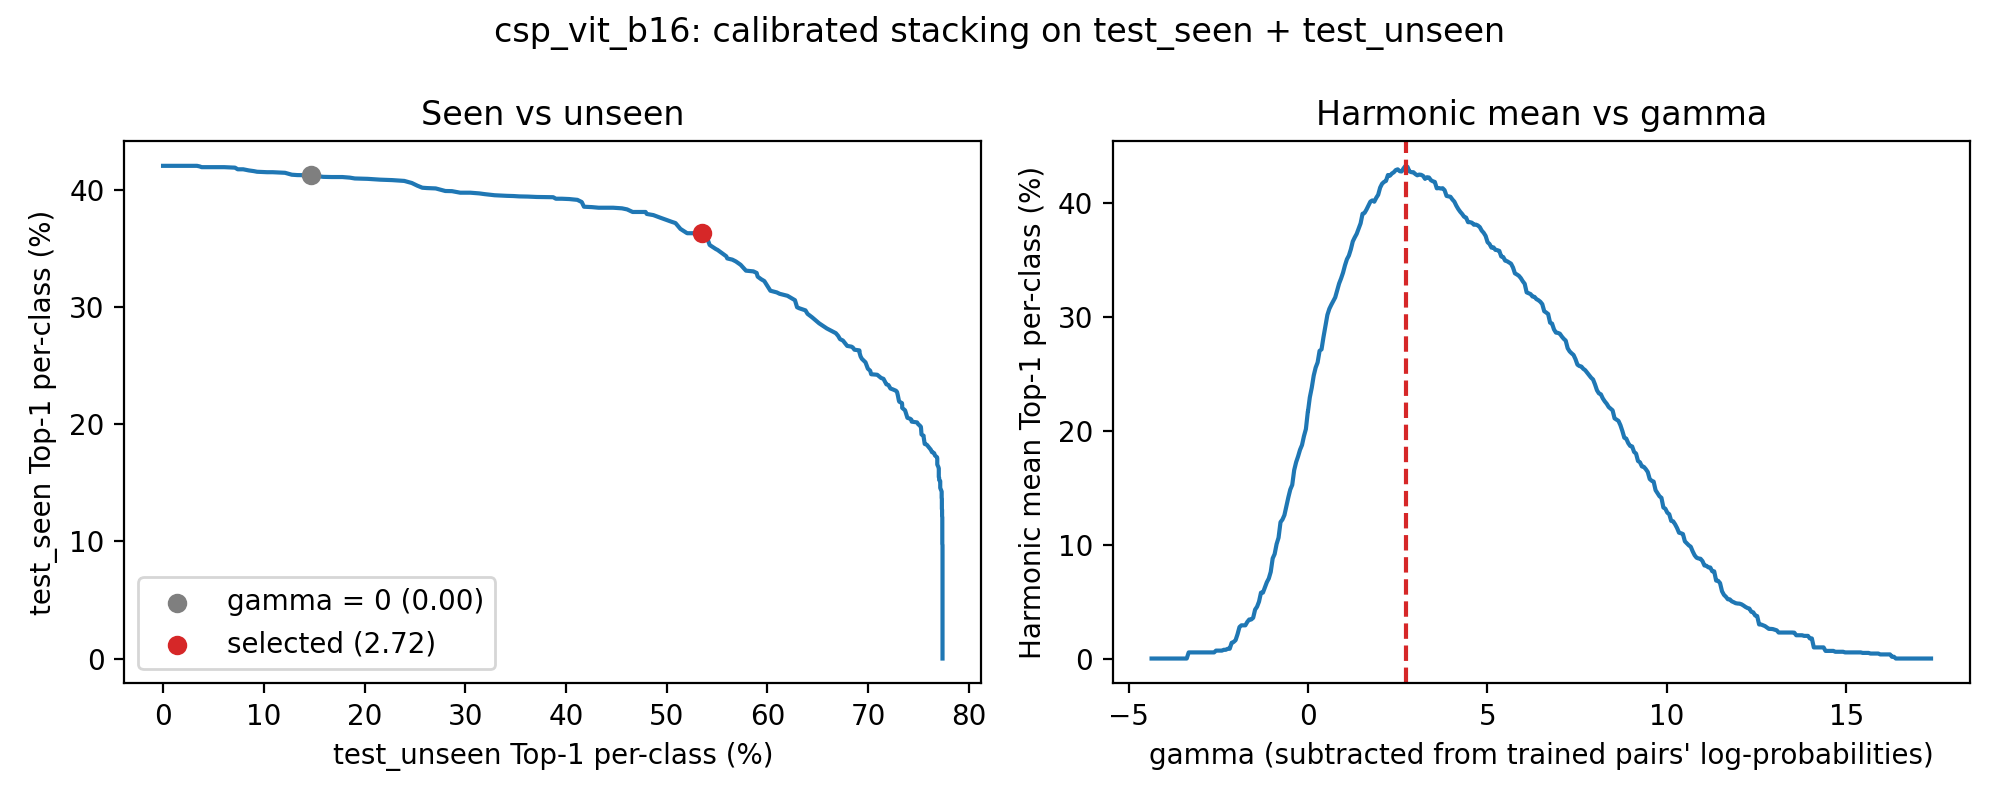 csp_vit_b16: calibrated stacking on test_seen + test_unseen
Seen vs unseen
test_seen Top-1 per-class (%)
40
30
20
10
0
gamma = 0 (0.00)
selected (2.72)
0 10 20 30 40 50 60 70 80
test_unseen Top-1 per-class (%)
Harmonic mean vs gamma
Harmonic mean Top-1 per-class (%)
40
30
20
10
0
−5 0 5 10 15
gamma (subtracted from trained pairs' log-probabilities)